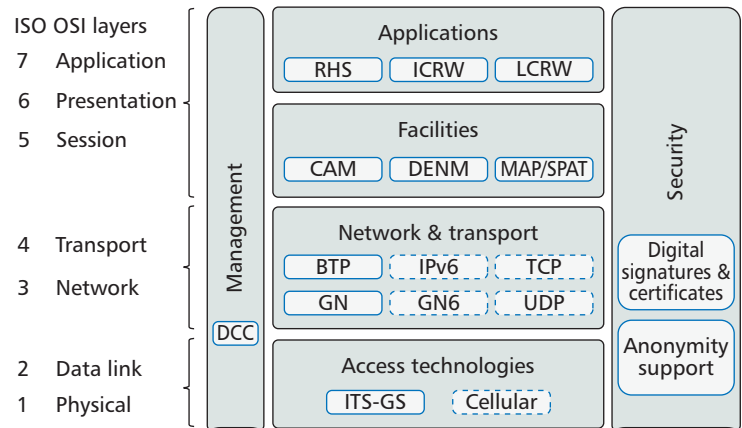 ISO OSI layers
7 Application
6 Presentation
5 Session
4 Transport
3 Network
2 Data link
1 Physical
Management
DCC
Applications
RHS ICRW LCRW
Facilities
CAM DENM MAP/SPAT
Network & transport
BTP IPv6 TCP
GN GN6 UDP
Access technologies
ITS-GS Cellular
Security
Digital
signatures &
certificates
Anonymity
support